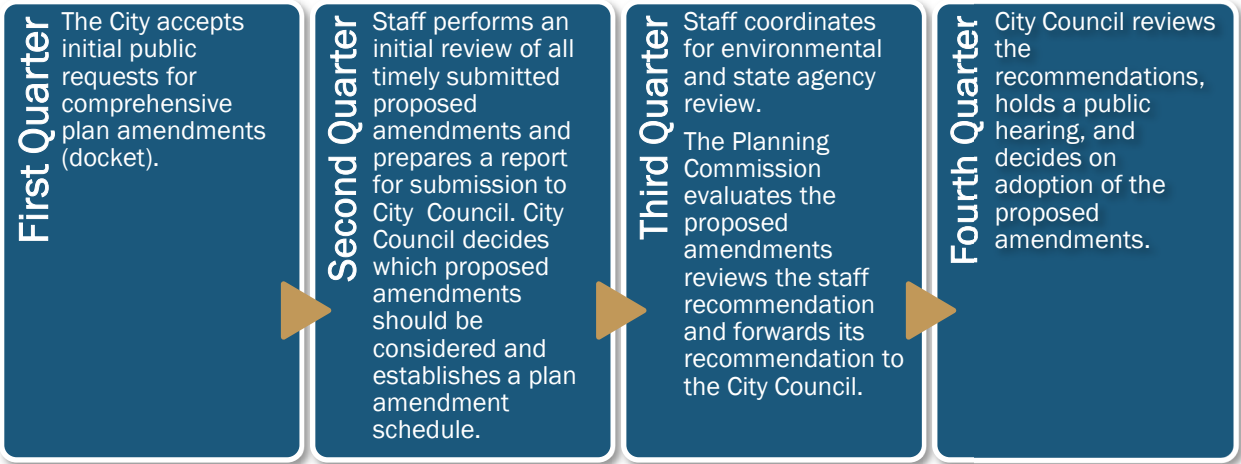 First Quarter
The City accepts
initial public
requests for
comprehensive
plan amendments
(docket).
Second Quarter
Staff performs an
initial review of all
timely submitted
proposed
amendments and
prepares a report
for submission to
City  Council. City
Council decides
which proposed
amendments
should be
considered and
establishes a plan
amendment
schedule.
Third Quarter
Staff coordinates
for environmental
and state agency
review.
The Planning
Commission
evaluates the
proposed
amendments
reviews the staff
recommendation
and forwards its
recommendation to
the City Council.
Fourth Quarter
City Council reviews
the
recommendations,
holds a public
hearing, and
decides on
adoption of the
proposed
amendments.